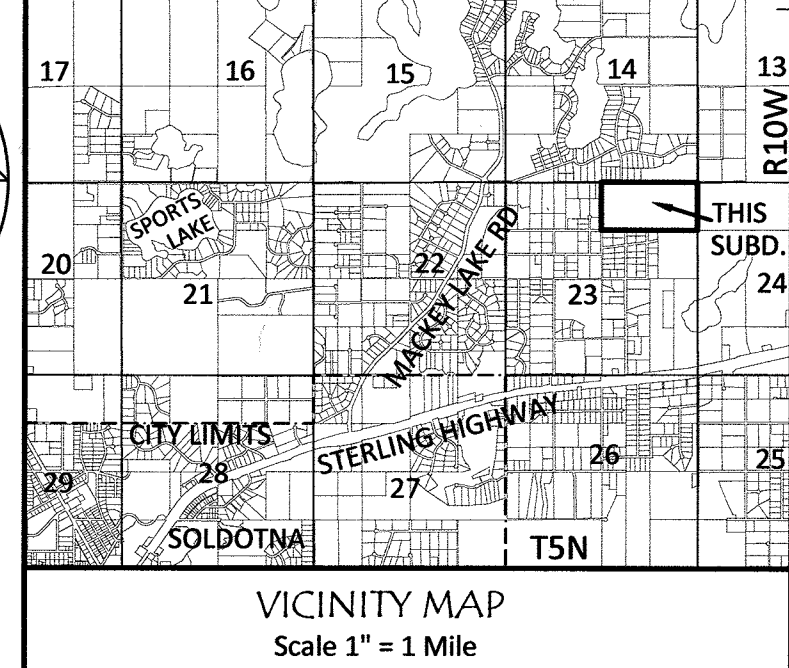 17
16
15
14
13
R10W
SPORTS
LAKE
THIS
SUBD.
20
21
22
23
24
MACKEY LAKE RD
CITY LIMITS
STERLING HIGHWAY
29
28
27
26
25
SOLDOTNA
T5N
VICINITY MAP
Scale 1" = 1 Mile